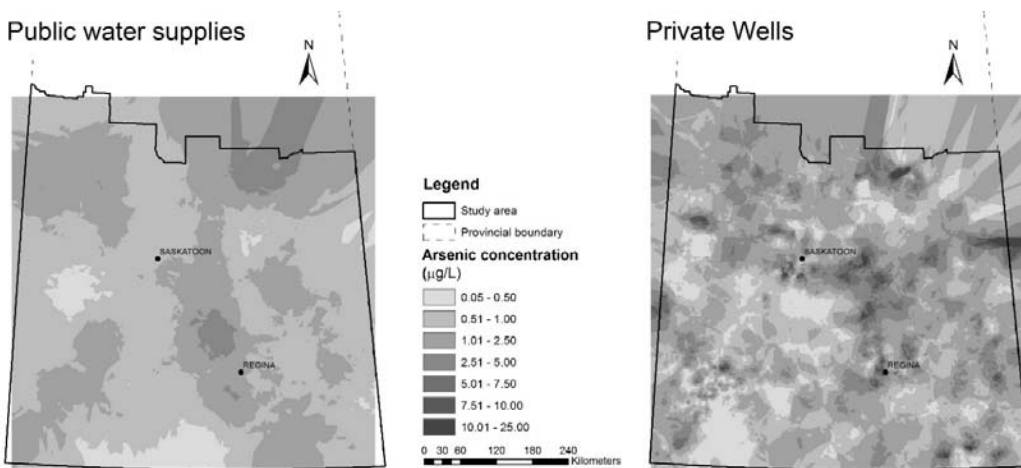 Public water supplies
N
SASKATOON
REGINA
Legend
Study area
Provincial boundary
Arsenic concentration
(µg/L)
0.05 - 0.50
0.51 - 1.00
1.01 - 2.50
2.51 - 5.00
5.01 - 7.50
7.51 - 10.00
10.01 - 25.00
0 30 60 120 180 240
Kilometers
Private Wells
N
SASKATOON
REGINA